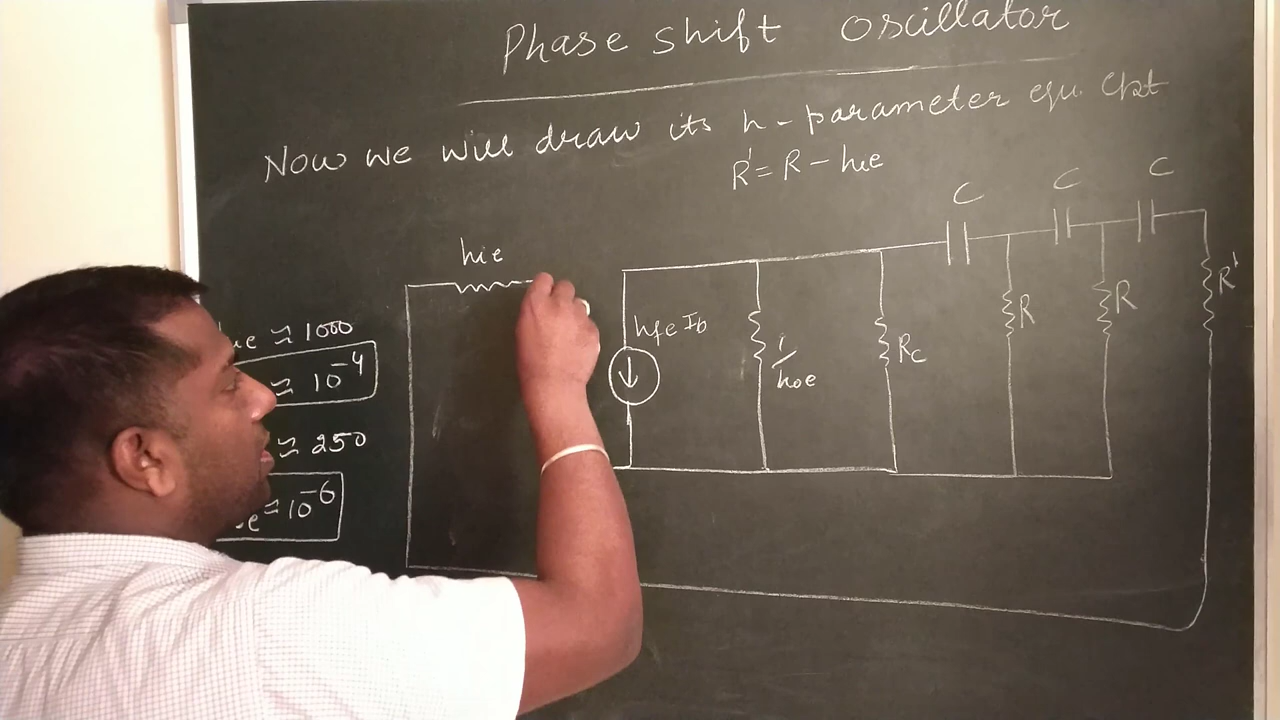 Phase shift Oscillator
Now we will draw its h-parameter equ. Ckt
R' = R - hie
C
C
C
hie
R'
hfe Ib
R
R
≈ 1000
1/hoe
Rc
≈ 10⁻⁴
≈ 250
= 10⁻⁶